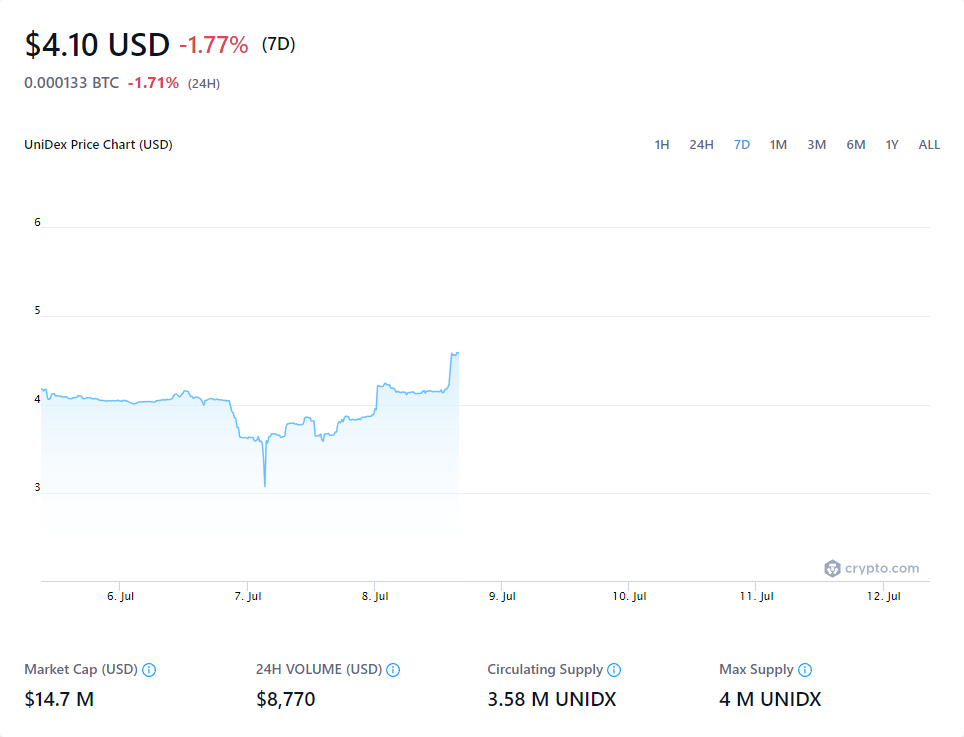 $4.10 USD -1.77% (7D)
0.000133 BTC -1.71% (24H)
UniDex Price Chart (USD) 1H 24H 7D 1M 3M 6M 1Y ALL
6
5
4
3
crypto.com
6. Jul 7. Jul 8. Jul 9. Jul 10. Jul 11. Jul 12. Jul
Market Cap (USD) 24H VOLUME (USD) Circulating Supply Max Supply
$14.7 M $8,770 3.58 M UNIDX 4 M UNIDX